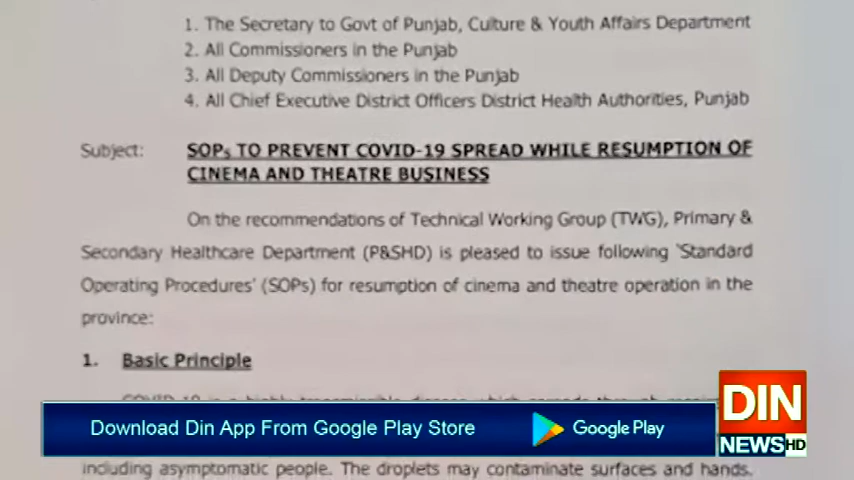 1. The Secretary to Govt of Punjab, Culture & Youth Affairs Department
2. All Commissioners in the Punjab
3. All Deputy Commissioners in the Punjab
4. All Chief Executive District Officers District Health Authorities, Punjab
Subject: SOPs TO PREVENT COVID-19 SPREAD WHILE RESUMPTION OF
CINEMA AND THEATRE BUSINESS
On the recommendations of Technical Working Group (TWG), Primary &
Secondary Healthcare Department (P&SHD) is pleased to issue following 'Standard
Operating Procedures' (SOPs) for resumption of cinema and theatre operation in the
province:
1. Basic Principle
Download Din App From Google Play Store Google Play
DIN
NEWS HD
including asymptomatic people. The droplets may contaminate surfaces and hands.